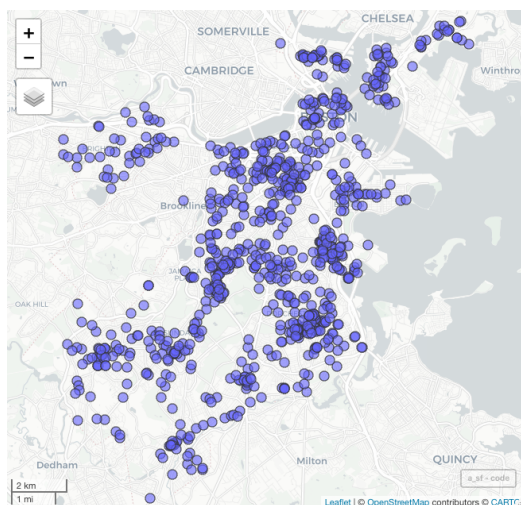 CHELSEA
SOMERVILLE
+
−
CAMBRIDGE
Winthro
Brookline
OAK HILL
2 km
1 mi
Dedham
Milton
QUINCY
a_sf - code
Leaflet | © OpenStreetMap contributors © CARTO